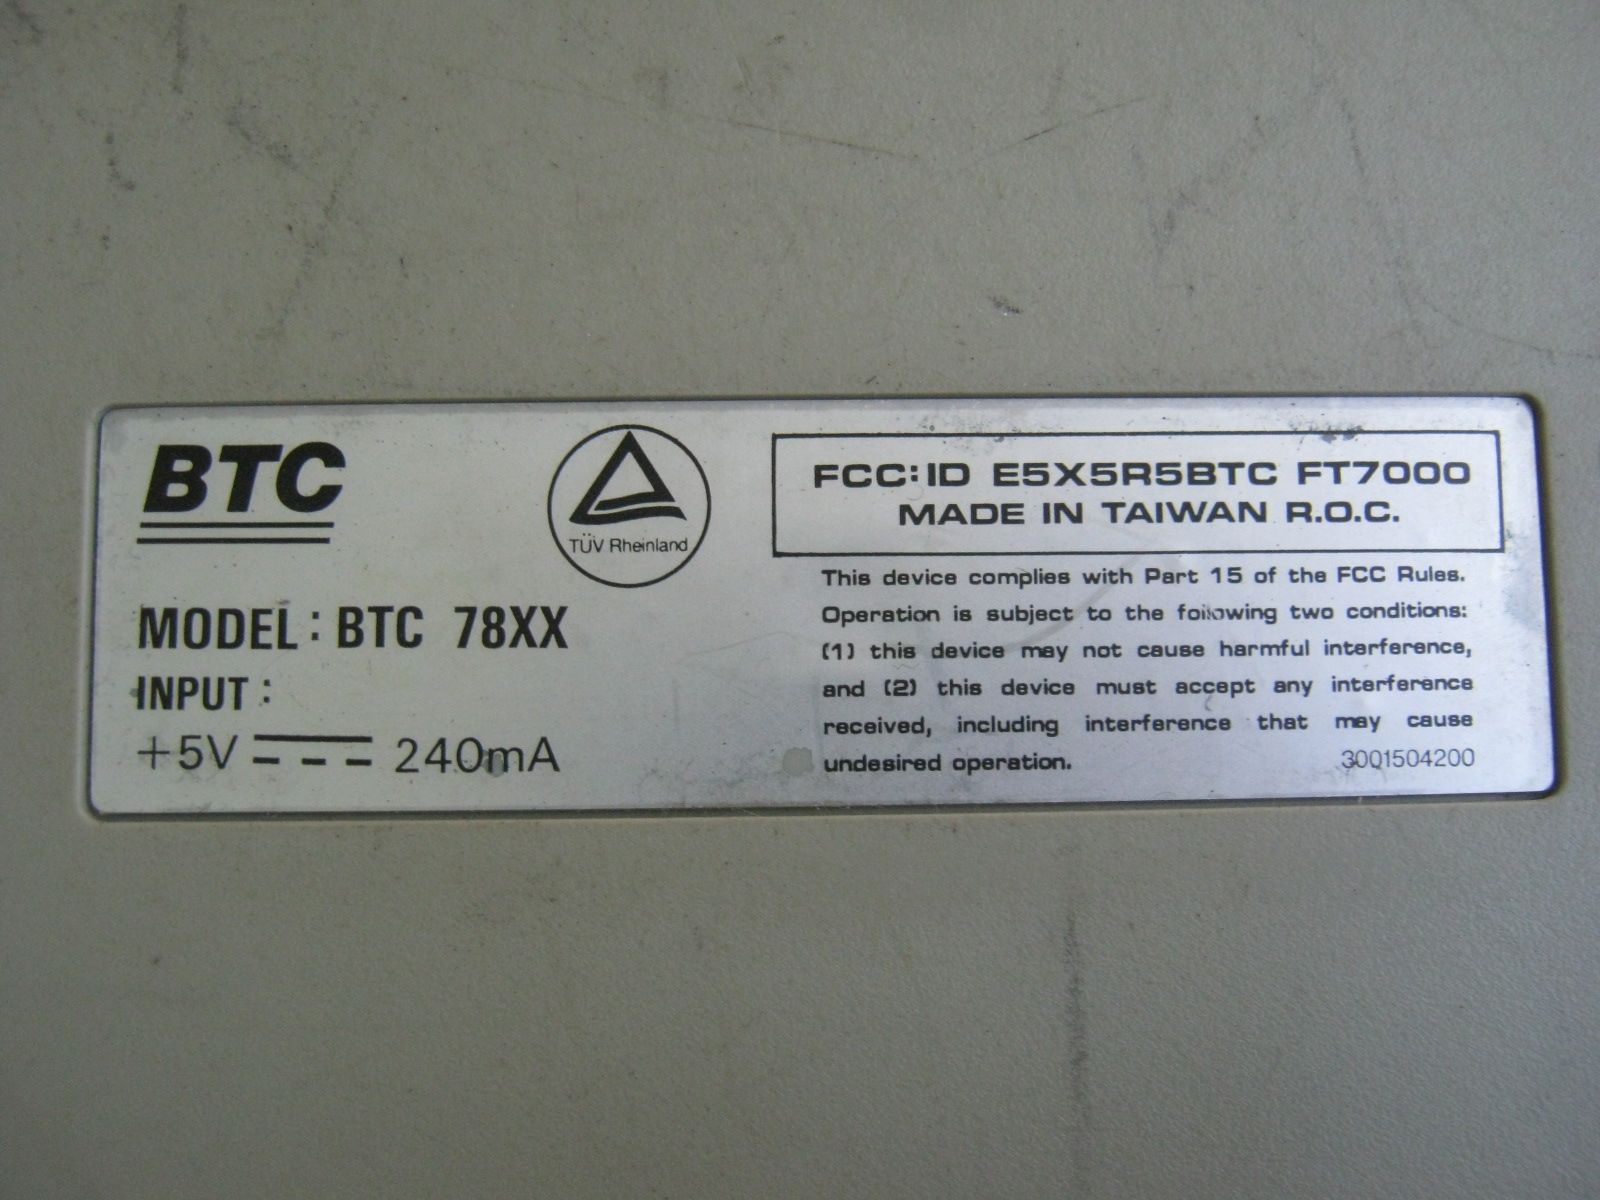 BTC
TÜV Rheinland
MODEL: BTC 78XX
INPUT:
+5V 240mA
FCC:ID E5X5R5BTC FT7000
MADE IN TAIWAN R.O.C.
This device complies with Part 15 of the FCC Rules.
Operation is subject to the following two conditions:
(1) this device may not cause harmful interference,
and (2) this device must accept any interference
received, including interference that may cause
undesired operation.
3001504200